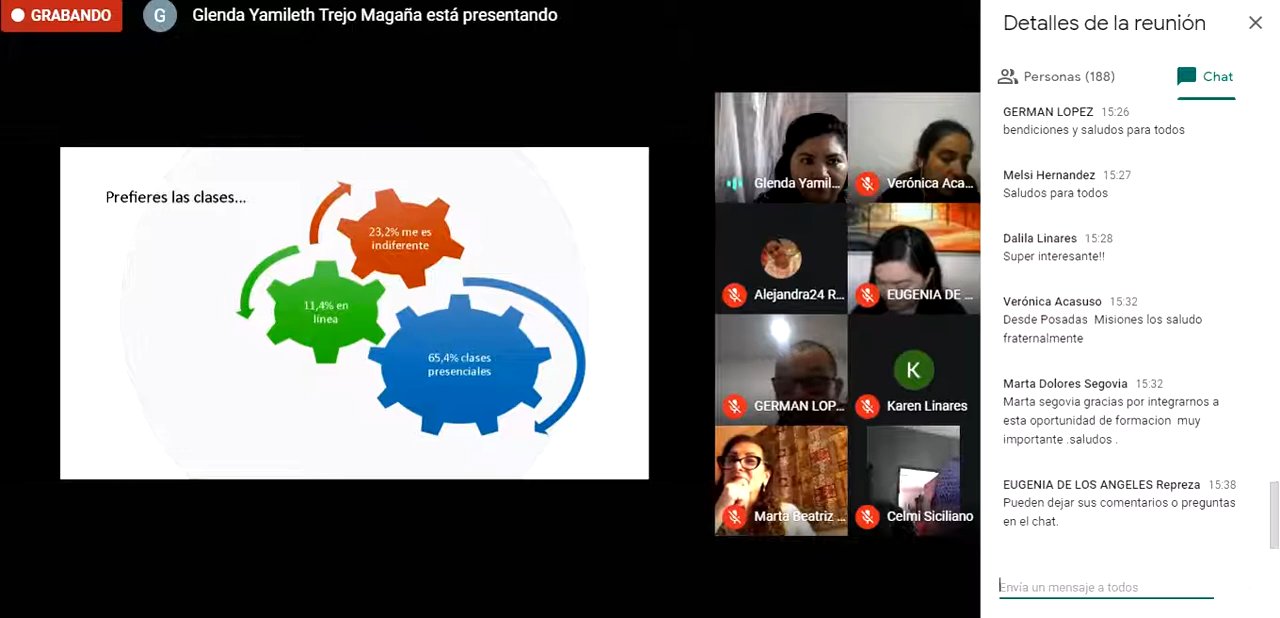 GRABANDO
G
Glenda Yamileth Trejo Magaña está presentando
Prefieres las clases...
23,2% me es
indiferente
11,4% en
línea
65,4% clases
presenciales
Glenda Yamil...
Verónica Aca...
Alejandra24 R...
EUGENIA DE ...
GERMAN LOP...
K
Karen Linares
Marta Beatriz ...
Celmi Siciliano
Detalles de la reunión
Personas (188)
Chat
GERMAN LOPEZ 15:26
bendiciones y saludos para todos
Melsi Hernandez 15:27
Saludos para todos
Dalila Linares 15:28
Super interesante!!
Verónica Acasuso 15:32
Desde Posadas Misiones los saludo
fraternalmente
Marta Dolores Segovia 15:32
Marta segovia gracias por integrarnos a
esta oportunidad de formacion muy
importante .saludos .
EUGENIA DE LOS ANGELES Repreza 15:38
Pueden dejar sus comentarios o preguntas
en el chat.
Envía un mensaje a todos